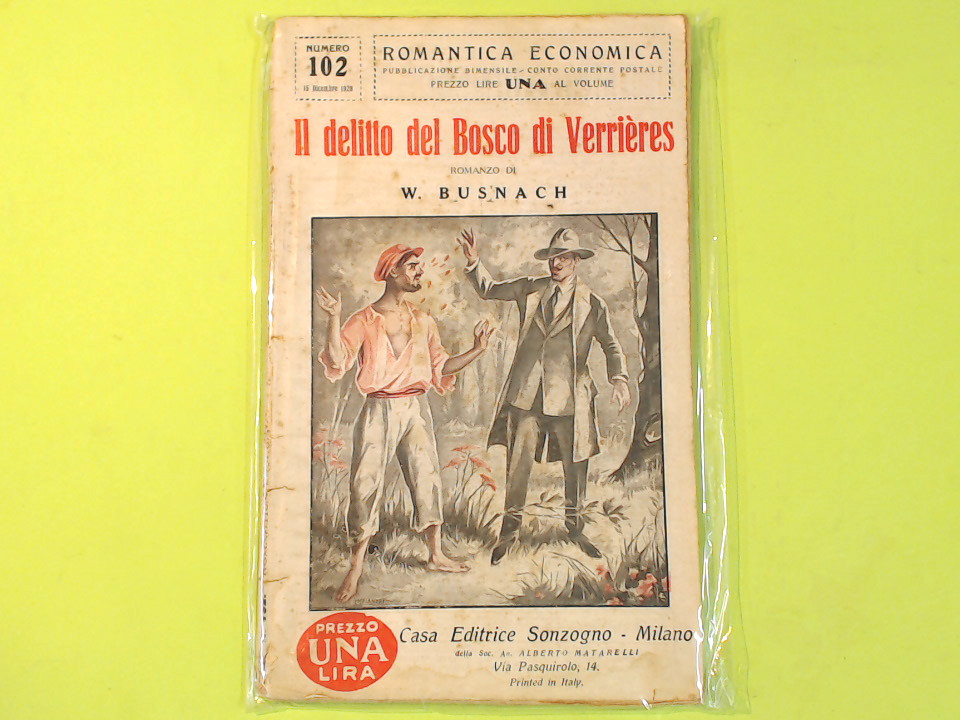 NUMERO
102
15 Dicembre 1928
ROMANTICA ECONOMICA
PUBBLICAZIONE BIMENSILE - CONTO CORRENTE POSTALE
PREZZO LIRE UNA AL VOLUME
Il delitto del Bosco di Verrières
ROMANZO DI
W. BUSNACH
PREZZO
UNA
LIRA
Casa Editrice Sonzogno - Milano
della Soc. An. ALBERTO MATARELLI
Via Pasquirolo, 14.
Printed in Italy.